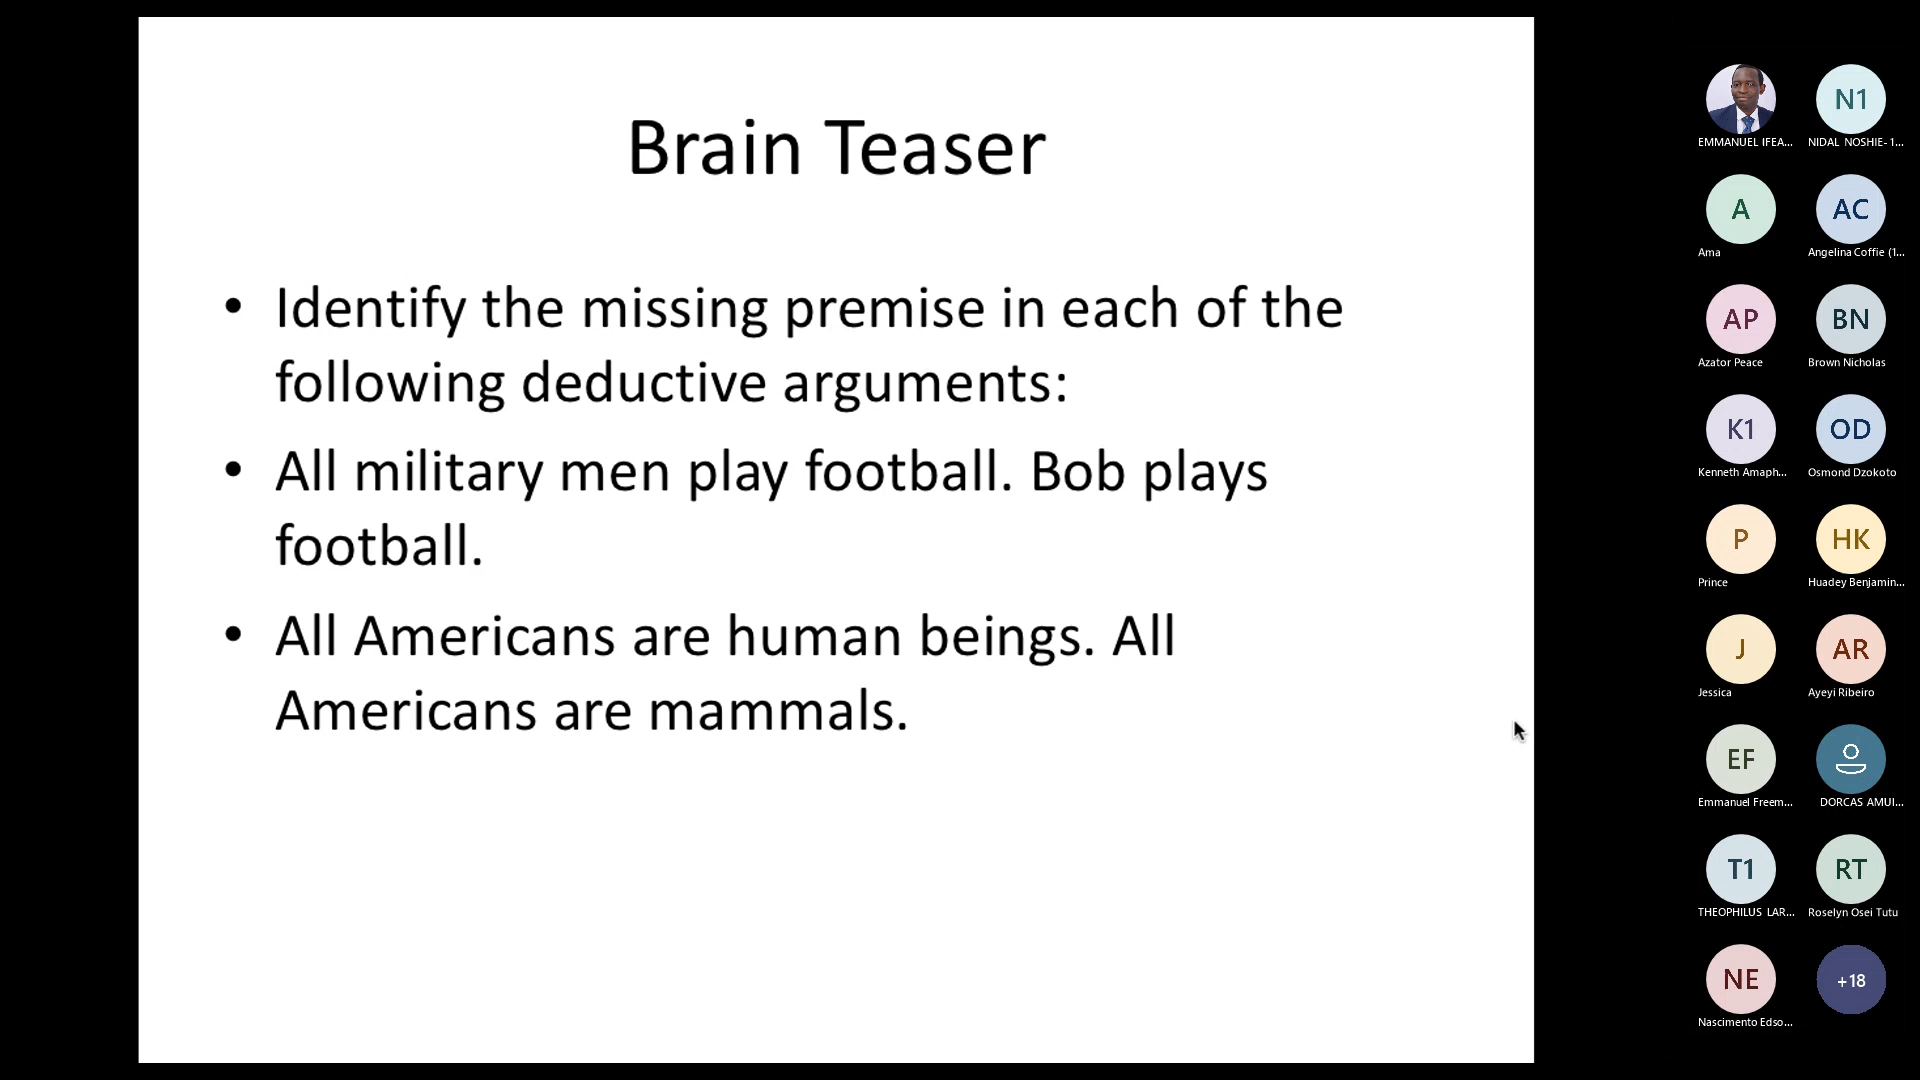 Brain Teaser
• Identify the missing premise in each of the
following deductive arguments:
• All military men play football. Bob plays
football.
• All Americans are human beings. All
Americans are mammals.
EMMANUEL IFEA...
N1
NIDAL NOSHIE- 1...
A
Ama
AC
Angelina Coffie (1...
AP
Azator Peace
BN
Brown Nicholas
K1
Kenneth Amaph...
OD
Osmond Dzokoto
P
Prince
HK
Huadey Benjamin...
J
Jessica
AR
Ayeyi Ribeiro
EF
Emmanuel Freem...
DORCAS AMUI...
T1
THEOPHILUS LAR...
RT
Roselyn Osei Tutu
NE
Nascimento Edso...
+18